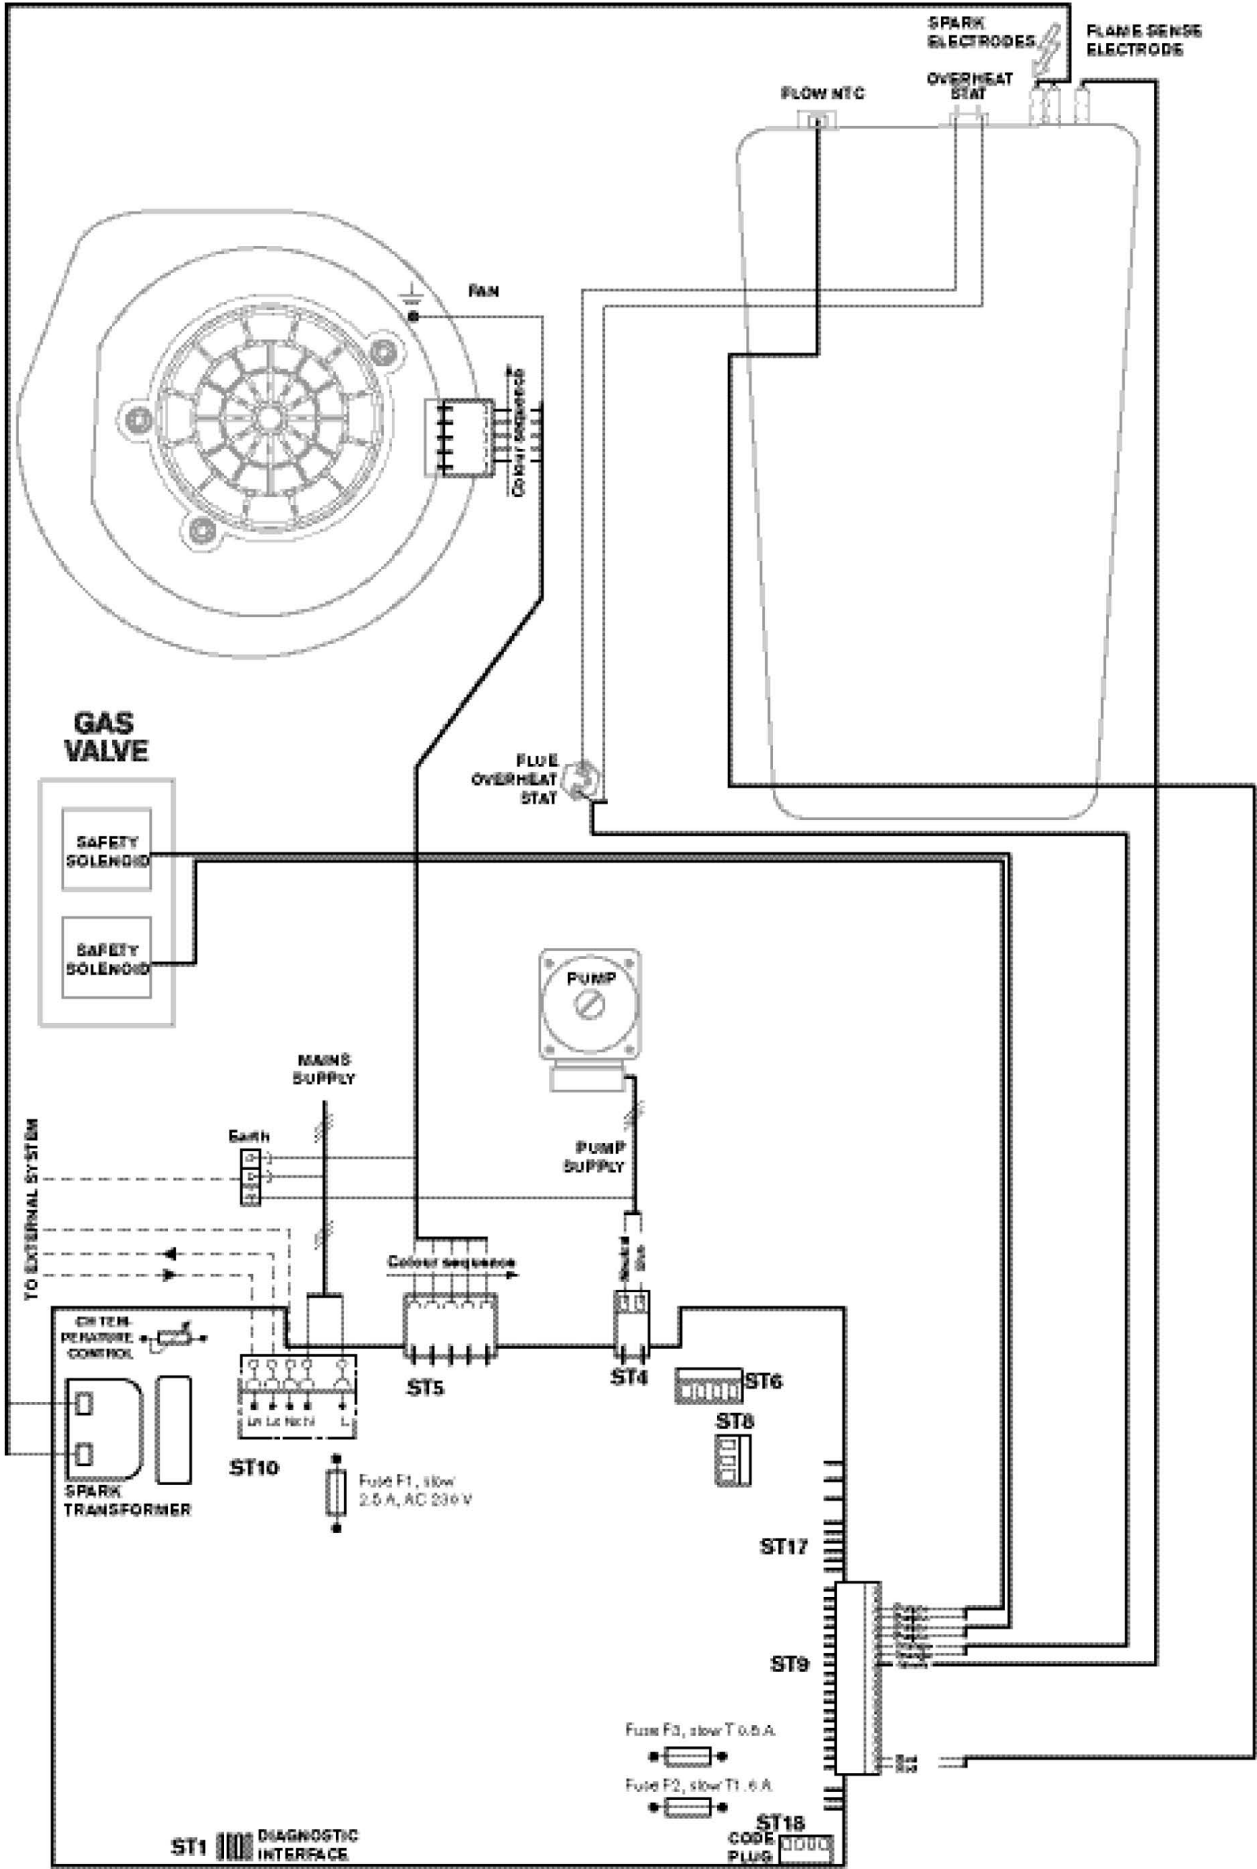 SPARK
ELECTRODES
FLAME SENSE
ELECTRODE
OVERHEAT
STAT
FLOW NTC
FAN
Colour sequence
GAS
VALVE
FLUE
OVERHEAT
STAT
SAFETY
SOLENOID
SAFETY
SOLENOID
PUMP
MAINS
SUPPLY
Earth
PUMP
SUPPLY
TO EXTERNAL SYSTEM
Neutral
Colour sequence
CH TEM-
PERATURE
CONTROL
ST5
ST4
ST6
ST8
SPARK
TRANSFORMER
ST10
Fuse F1, slow
2.5 A, AC 230 V
ST17
ST9
Fuse F3, slow T 0.5 A
Red
Red
Fuse F2, slow T1.6 A
ST18
CODE
PLUG
ST1
DIAGNOSTIC
INTERFACE